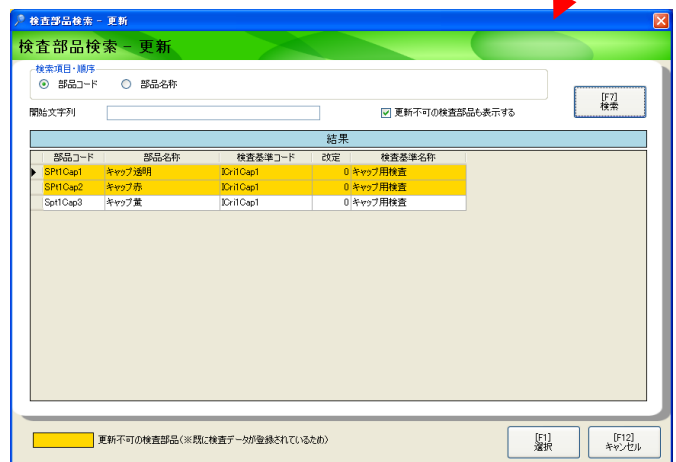 検査部品検索 - 更新
検査部品検索 - 更新
検索項目・順序
部品コード 部品名称
[F7]
検索
開始文字列 更新不可の検査部品も表示する
結果
部品コード 部品名称 検査基準コード 改定 検査基準名称
SPt1Cap1 キャップ透明 ICri1Cap1 0 キャップ用検査
SPt1Cap2 キャップ赤 ICri1Cap1 0 キャップ用検査
Spt1Cap3 キャップ黄 ICri1Cap1 0 キャップ用検査
更新不可の検査部品(※既に検査データが登録されているため)
[F1]
選択
[F12]
キャンセル